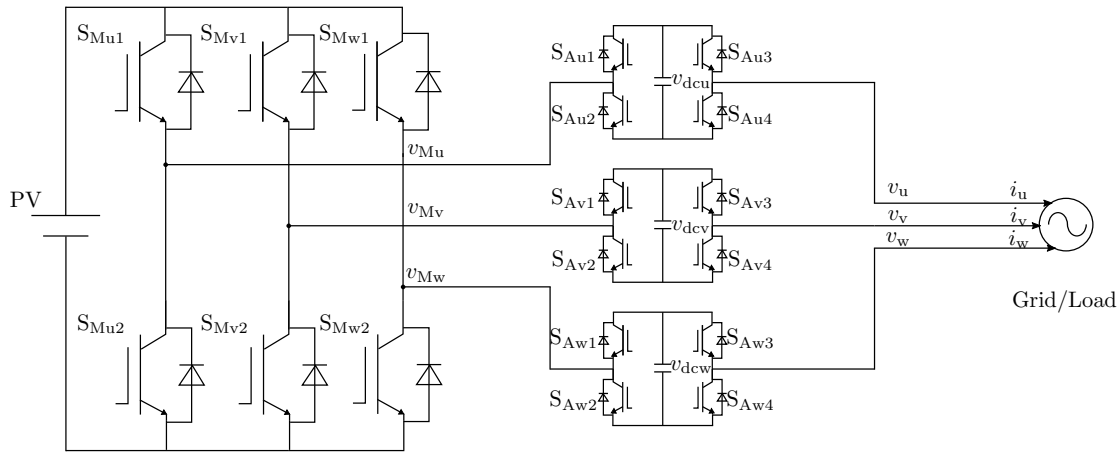 S_Mu1 S_Mv1 S_Mw1
S_Au1 v_dcu S_Au3
S_Au2 S_Au4
v_Mu
PV
S_Av1 v_dcv S_Av3
v_Mv
v_u i_u
v_v i_v
v_w i_w
S_Av2 S_Av4
v_Mw
Grid/Load
S_Mu2 S_Mv2 S_Mw2
S_Aw1 v_dcw S_Aw3
S_Aw2 S_Aw4